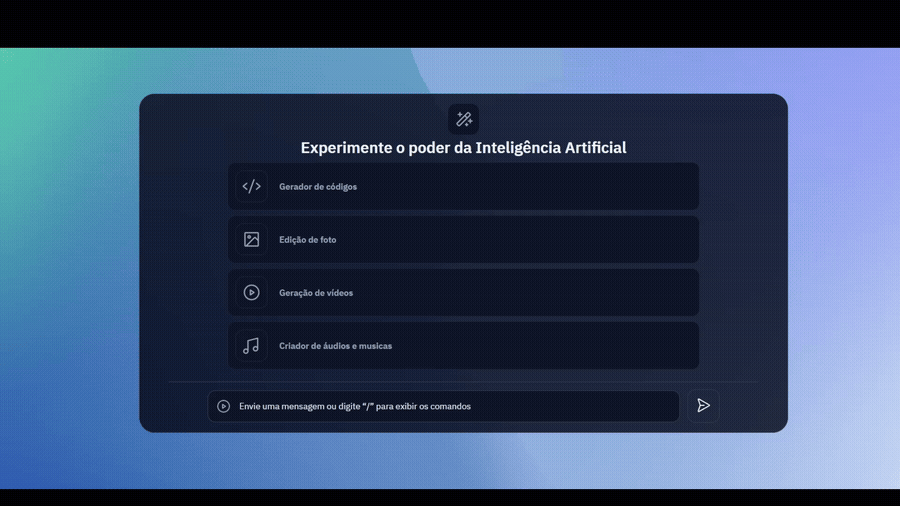 Experimente o poder da Inteligência Artificial
Gerador de códigos
Edição de foto
Geração de vídeos
Criador de áudios e musicas
Envie uma mensagem ou digite “/” para exibir os comandos